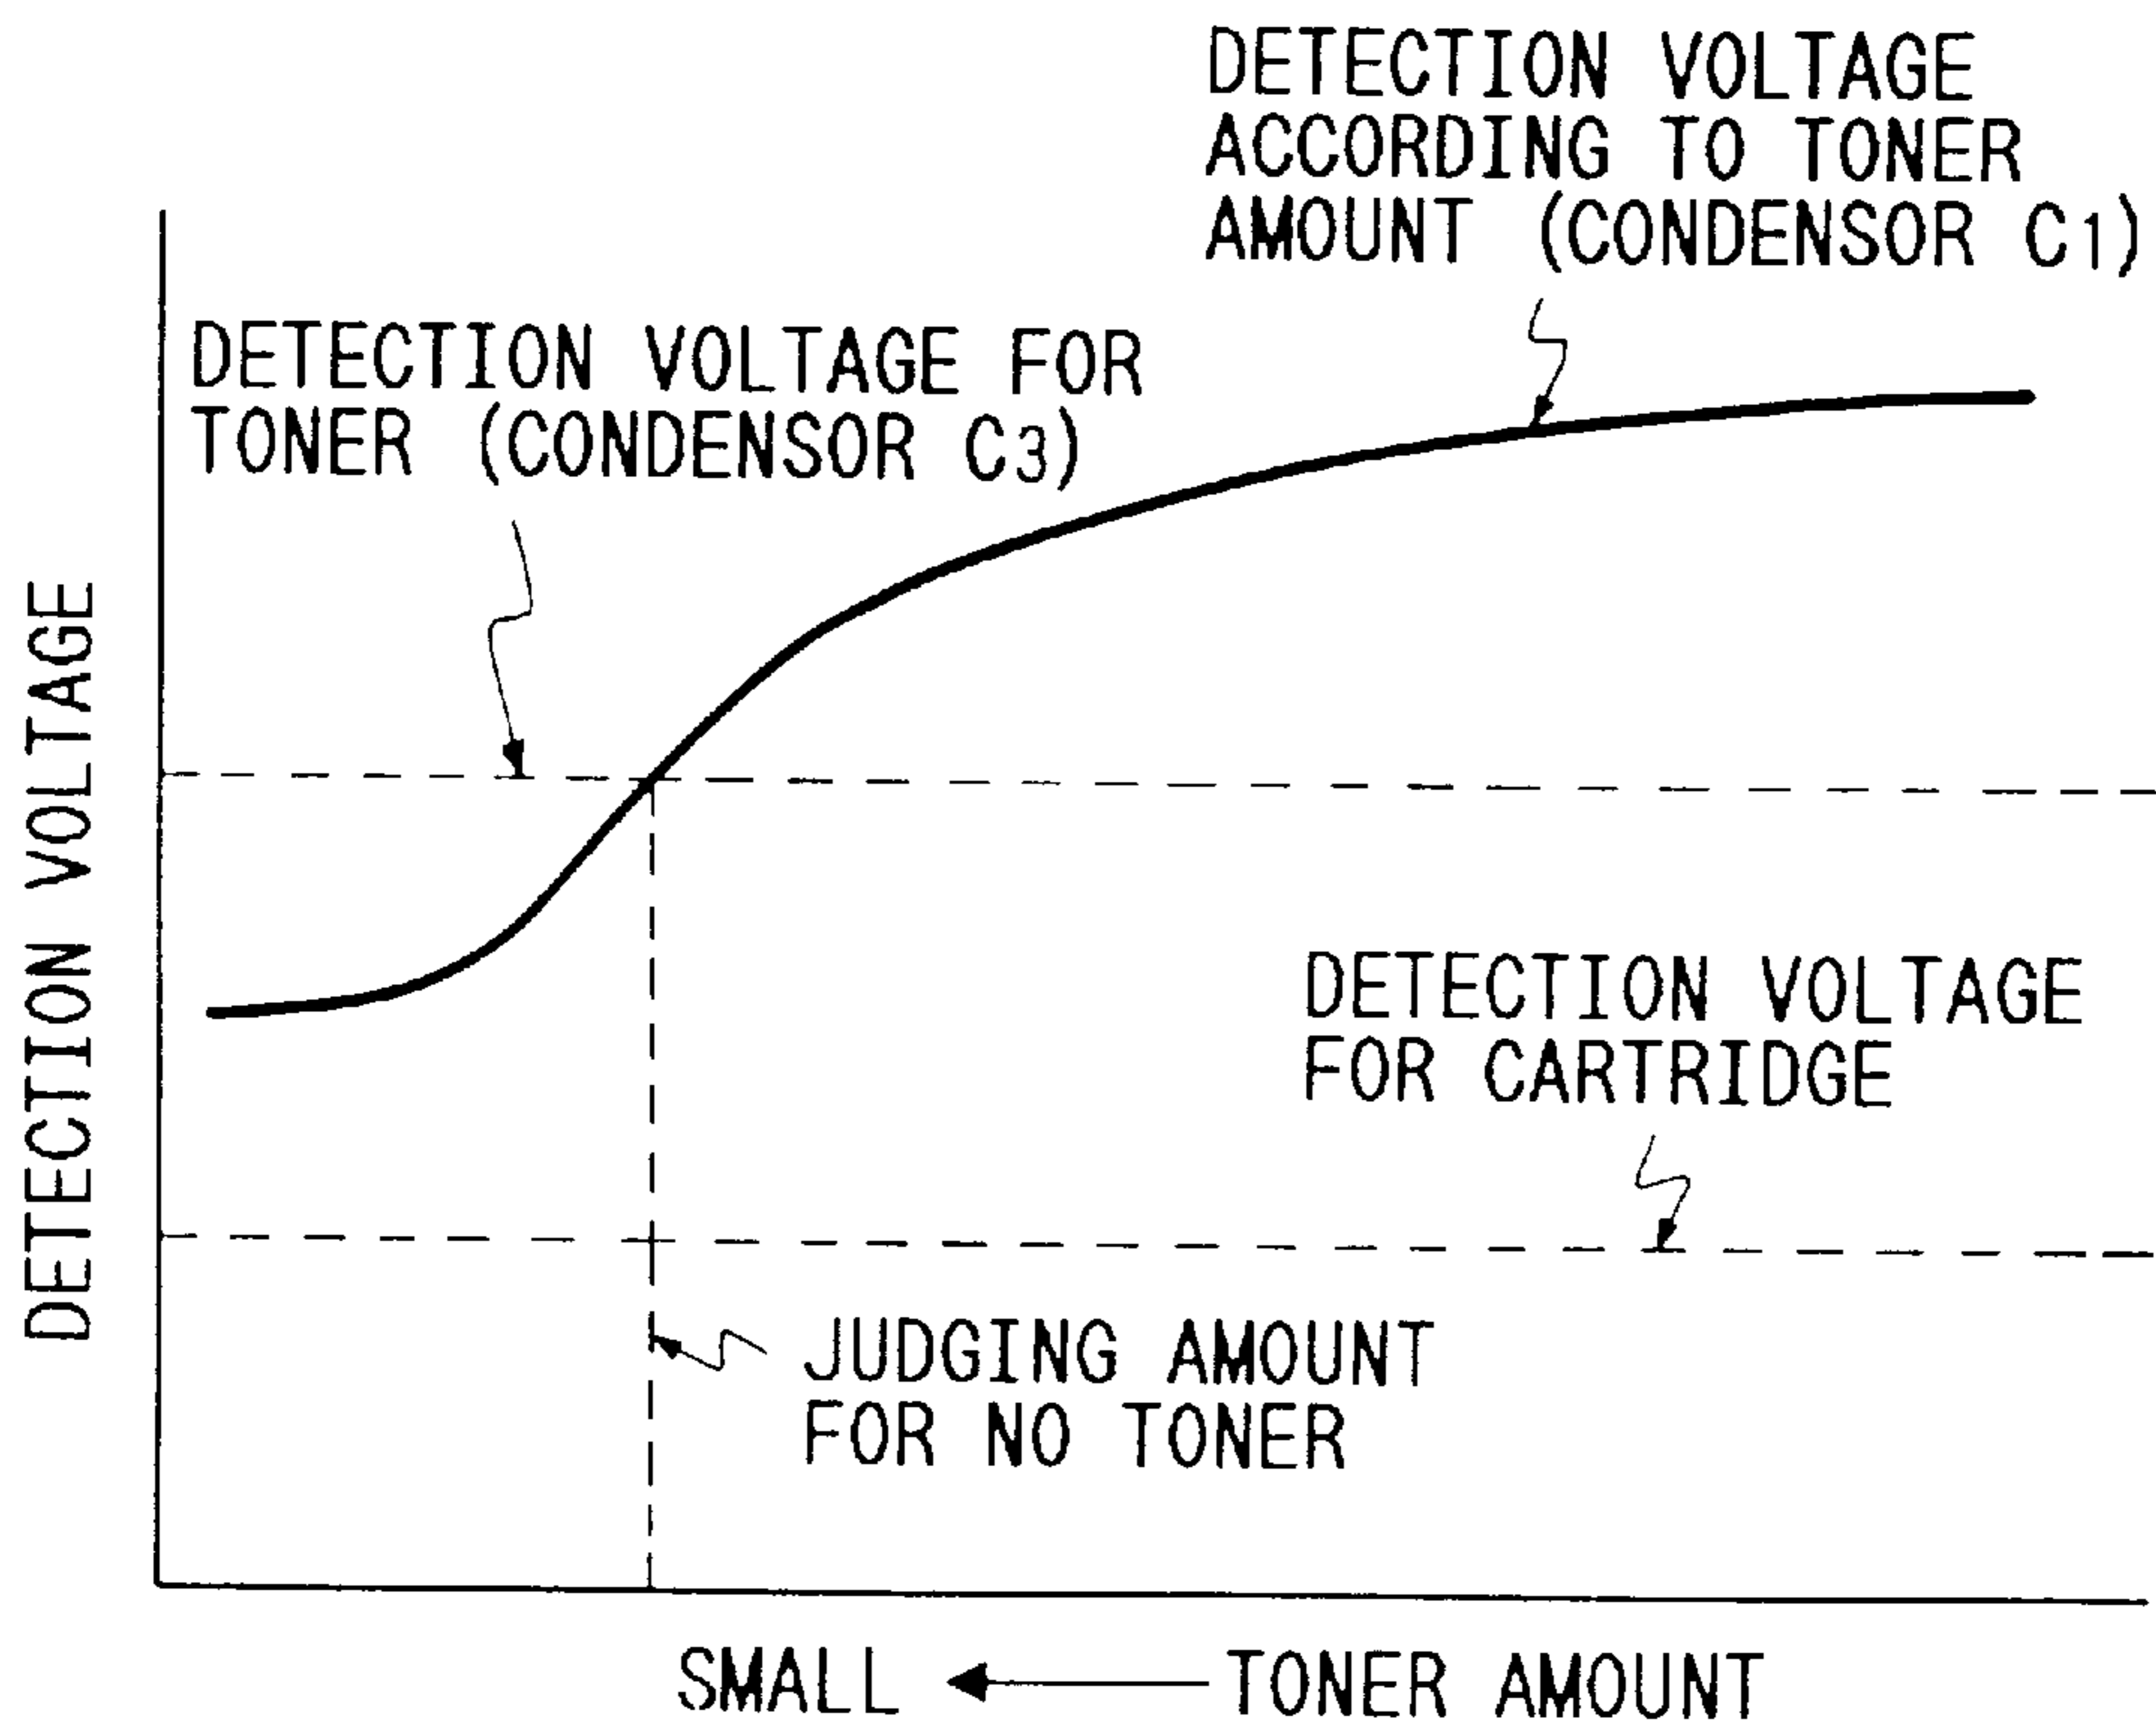 DETECTION VOLTAGE
ACCORDING TO TONER
AMOUNT (CONDENSOR C1)
DETECTION VOLTAGE FOR
TONER (CONDENSOR C3)
DETECTION VOLTAGE
DETECTION VOLTAGE
FOR CARTRIDGE
JUDGING AMOUNT
FOR NO TONER
SMALL
TONER AMOUNT